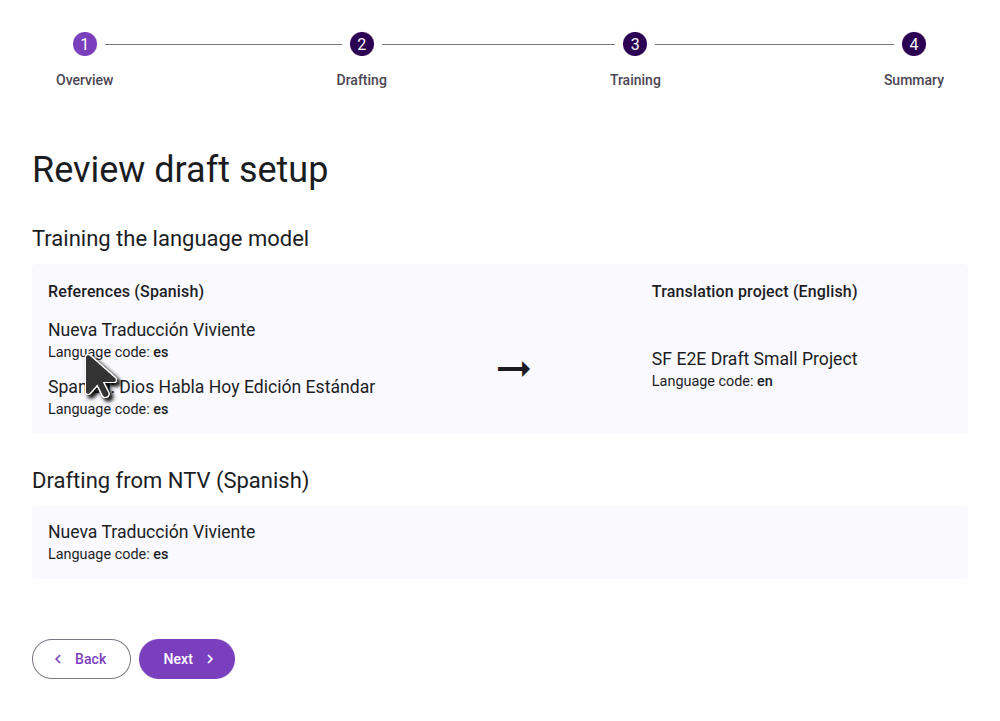 1
2
3
4
Overview
Drafting
Training
Summary
Review draft setup
Training the language model
References (Spanish)
Translation project (English)
Nueva Traducción Viviente
Language code: es
SF E2E Draft Small Project
Language code: en
Dios Habla Hoy Edición Estándar
Language code: es
Drafting from NTV (Spanish)
Nueva Traducción Viviente
Language code: es
Back
Next